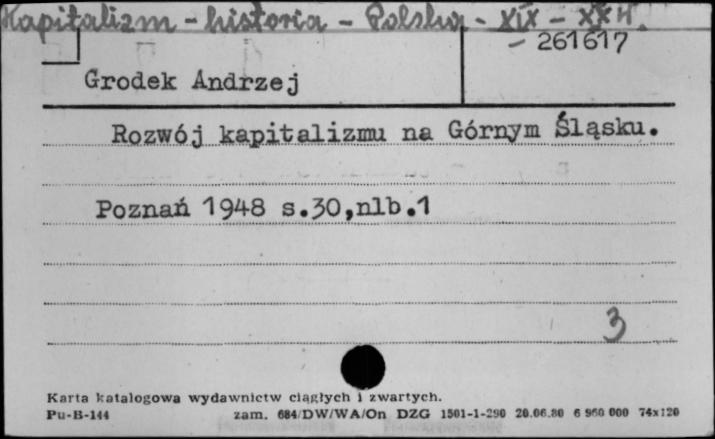 Kapitalizm - historia - Polska - XIX - XX w.
- 261617
Grodek Andrzej
Rozwój kapitalizmu na Górnym Śląsku.
Poznań 1948 s.30,nlb.1
3
Karta katalogowa wydawnictw ciągłych i zwartych.
Pu-B-144 zam. 684/DW/WA/On DZG 1501-1-290 20.06.80 6 960 000 74x120